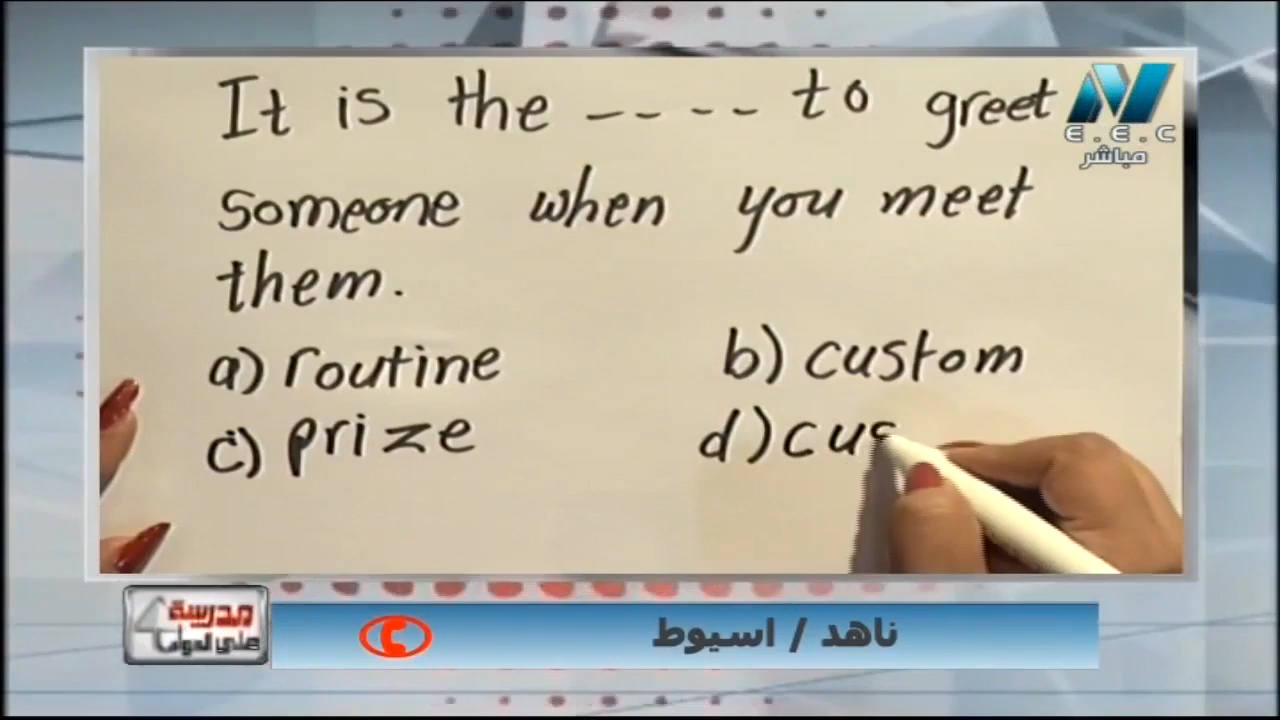 It is the ---- to greet
someone when you meet
them.
a) routine b) custom
c) prize d) cus
E.E.C
مباشر
مدرسة
على الهواء
ناهد / اسيوط